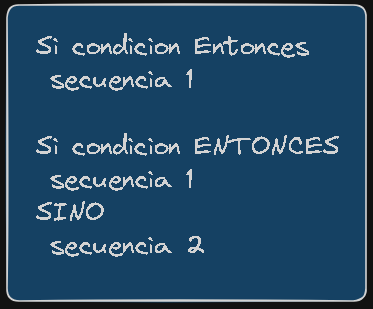 Si condicion Entonces
secuencia 1
Si condicion ENTONCES
secuencia 1
SINO
secuencia 2